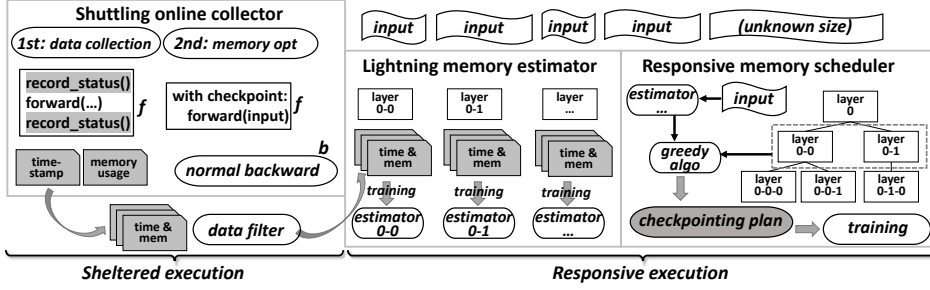 Shuttling online collector
1st: data collection
2nd: memory opt
record_status()
forward(...)
record_status()
f
with checkpoint:
forward(input)
f
time-
stamp
memory
usage
b
normal backward
time &
mem
data filter
Sheltered execution
input
input
input
input
(unknown size)
Lightning memory estimator
layer
0-0
layer
0-1
layer
...
time &
mem
time &
mem
time &
mem
training
training
training
estimator
0-0
estimator
0-1
estimator
...
Responsive memory scheduler
estimator
...
input
layer
0
greedy
algo
layer
0-0
layer
0-1
layer
0-0-0
layer
0-0-1
layer
0-1-0
checkpointing plan
training
Responsive execution